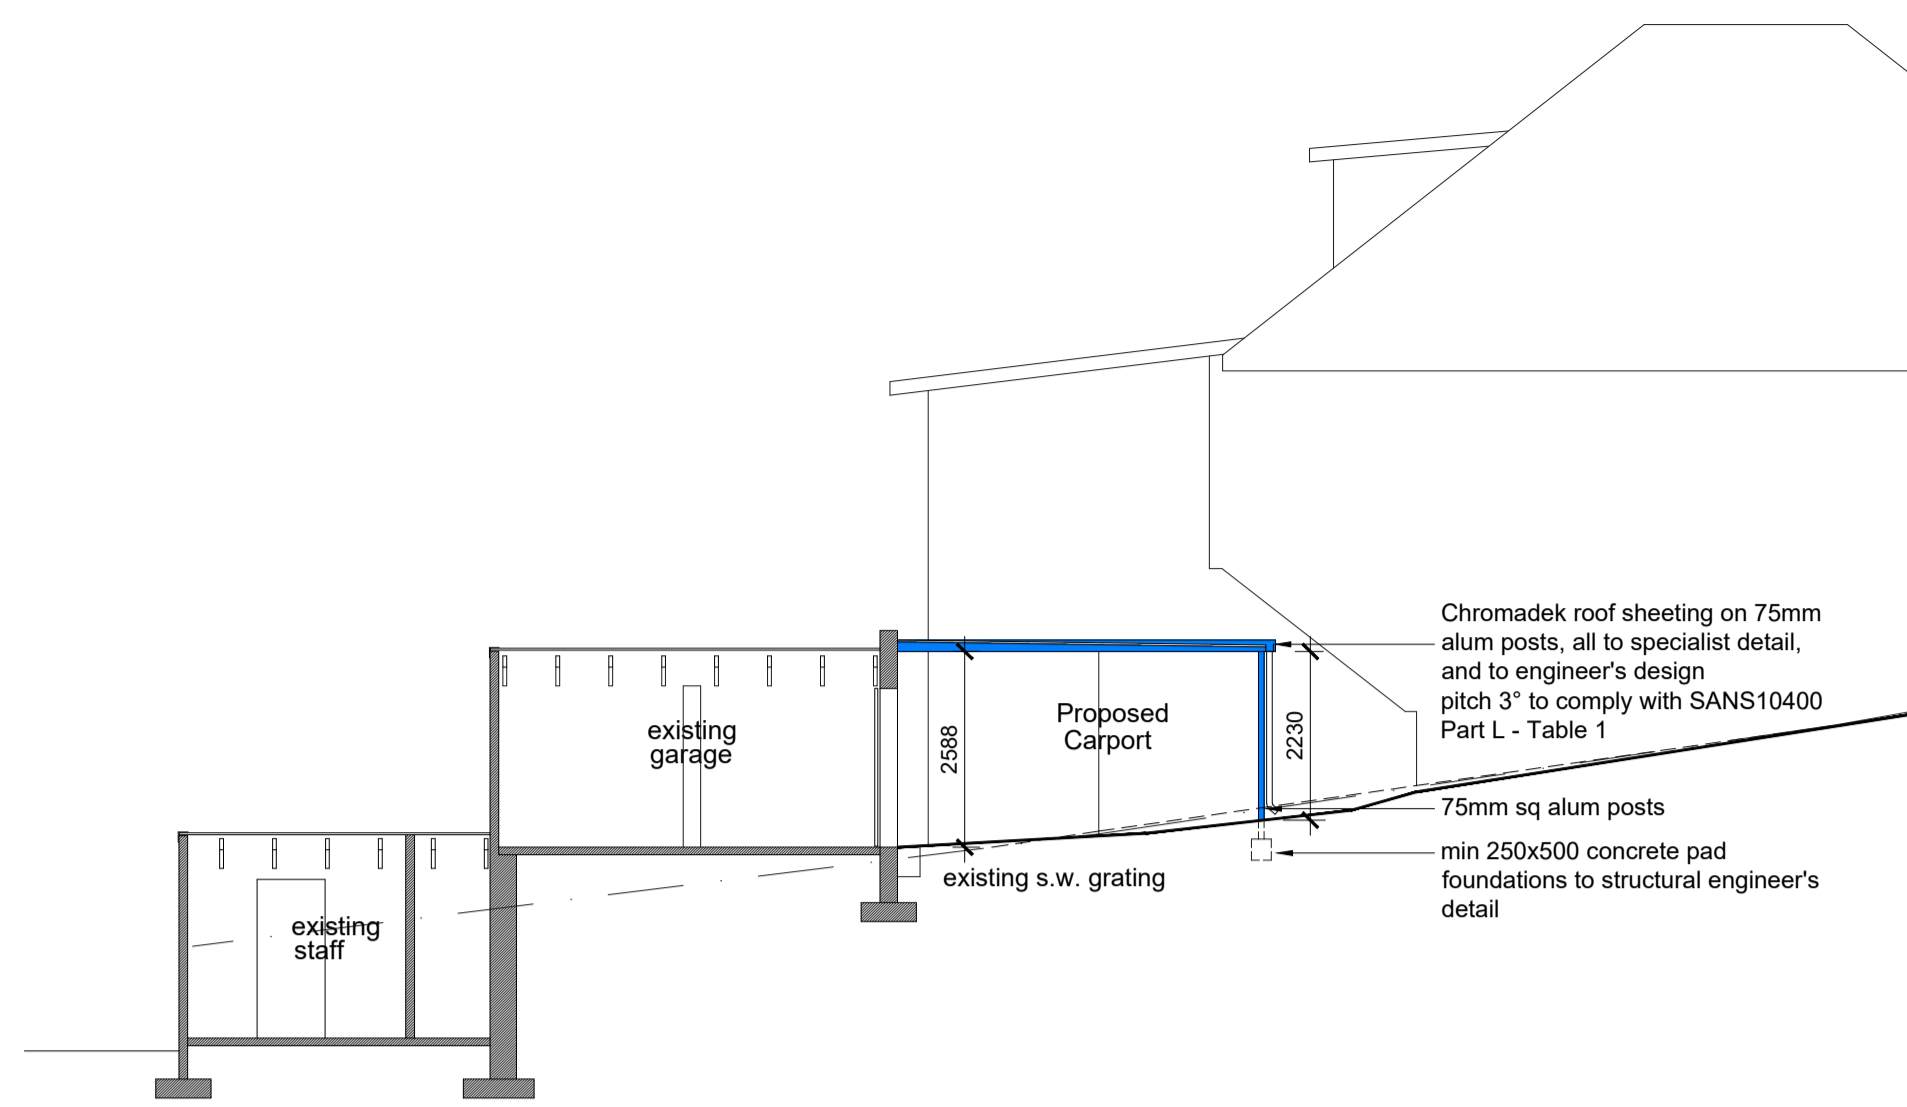 Chromadek roof sheeting on 75mm
alum posts, all to specialist detail,
and to engineer's design
pitch 3° to comply with SANS10400
Part L - Table 1
Proposed
Carport
existing
garage
2588
2230
75mm sq alum posts
min 250x500 concrete pad
foundations to structural engineer's
detail
existing s.w. grating
existing
staff